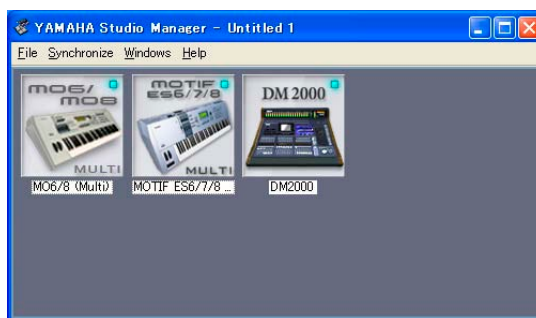 YAMAHA Studio Manager - Untitled 1
File Synchronize Windows Help
MO6/
MO8
MULTI
MO6/8 (Multi)
MOTIF
ES6/7/8
MULTI
MOTIF ES6/7/8 ...
DM 2000
DM2000